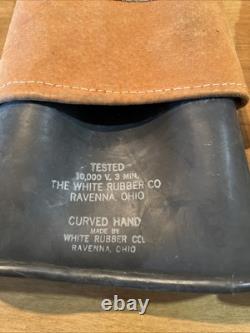 TESTED
10,000 V. 3 MIN.
THE WHITE RUBBER CO
RAVENNA, OHIO
CURVED HAND
MADE BY
WHITE RUBBER CO.
RAVENNA, OHIO